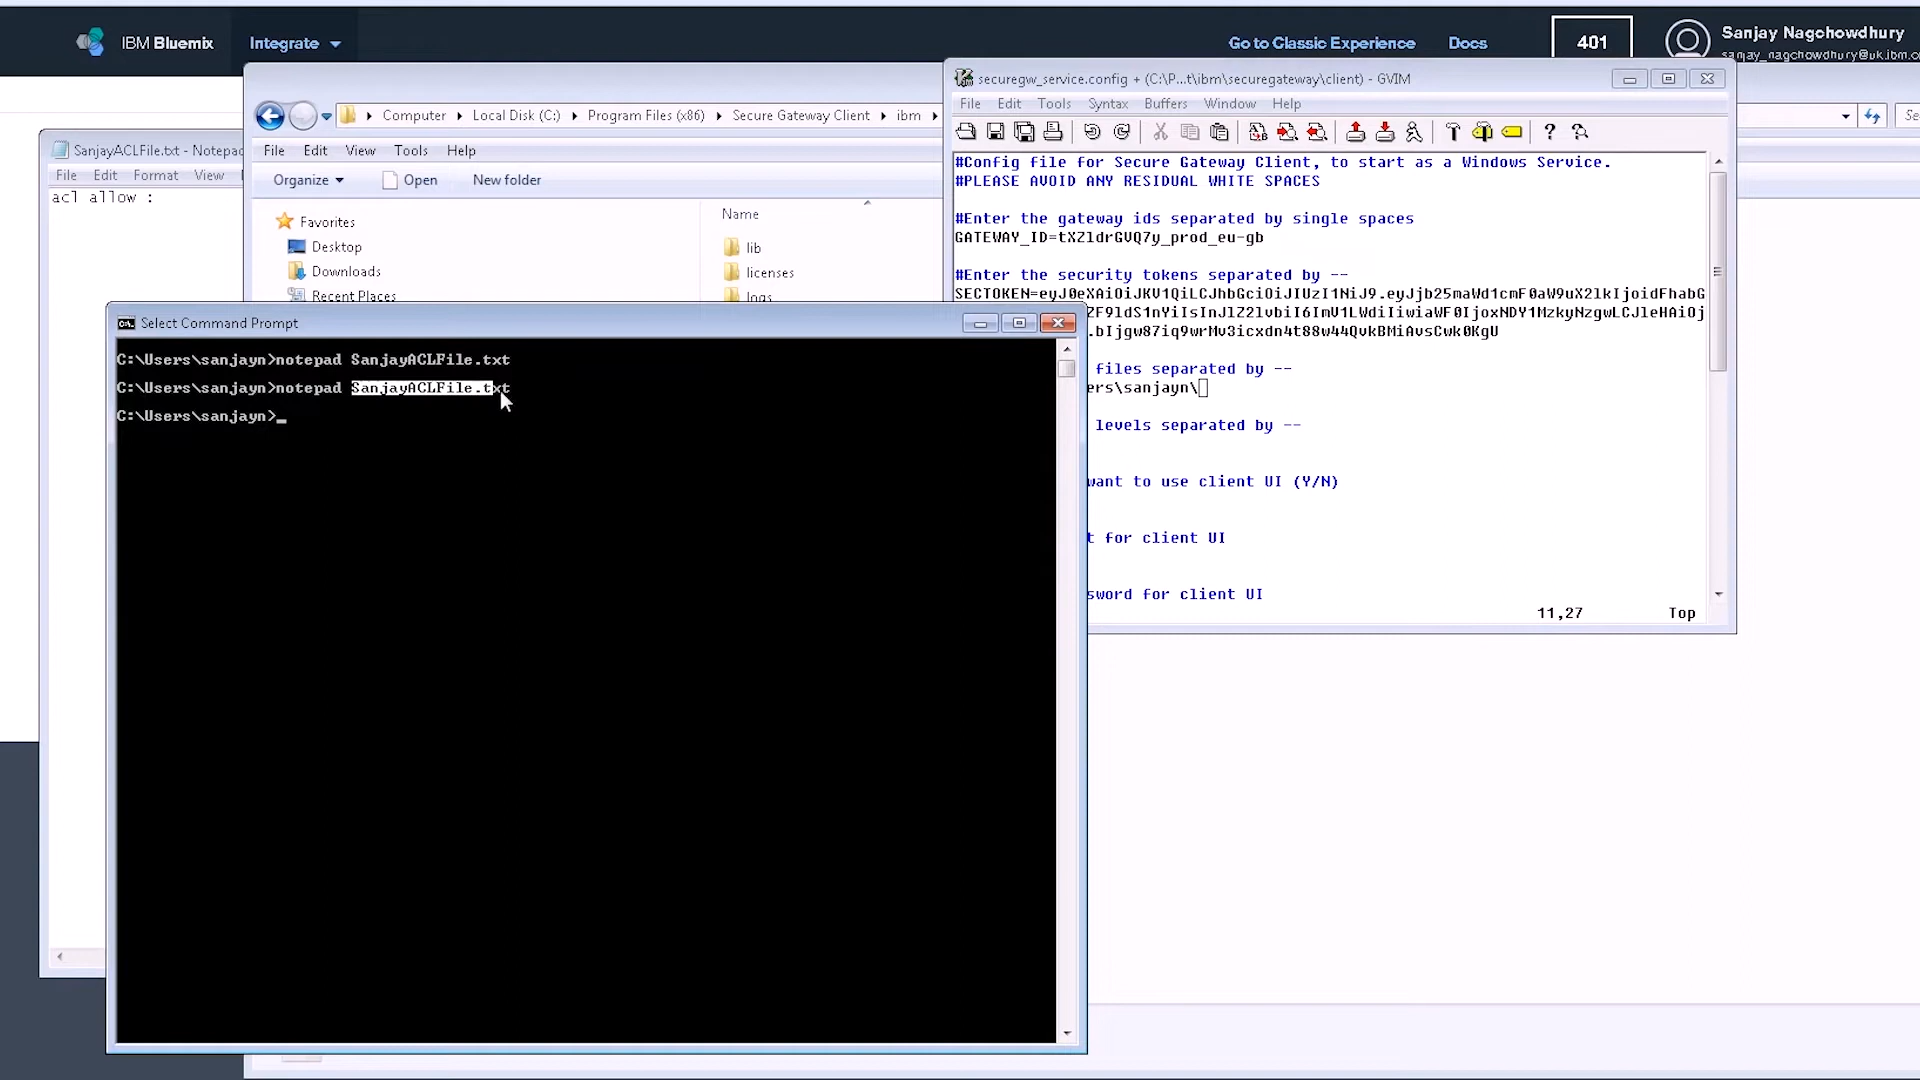 IBM Bluemix
Integrate
Go to Classic Experience
Docs
401
Sanjay Nagchowdhury
sanjay_nagchowdhury@uk.ibm.c
SanjayACLFile.txt - Notepad
File Edit Format View
acl allow :
Computer Local Disk (C:) Program Files (x86) Secure Gateway Client ibm
File Edit View Tools Help
Organize Open New folder
Favorites
Desktop
Downloads
Recent Places
Name
lib
licenses
logs
securegw_service.config + (C:\P...t\ibm\securegateway\client) - GVIM
File Edit Tools Syntax Buffers Window Help
#Config file for Secure Gateway Client, to start as a Windows Service.
#PLEASE AVOID ANY RESIDUAL WHITE SPACES
#Enter the gateway ids separated by single spaces
GATEWAY_ID=tXZldrGVQ7y_prod_eu-gb
#Enter the security tokens separated by --
files separated by --
ers\sanjayn\
levels separated by --
want to use client UI (Y/N)
t for client UI
sword for client UI
11,27 Top
Select Command Prompt
C:\Users\sanjayn>notepad SanjayACLFile.txt
C:\Users\sanjayn>notepad SanjayACLFile.txt
C:\Users\sanjayn>_